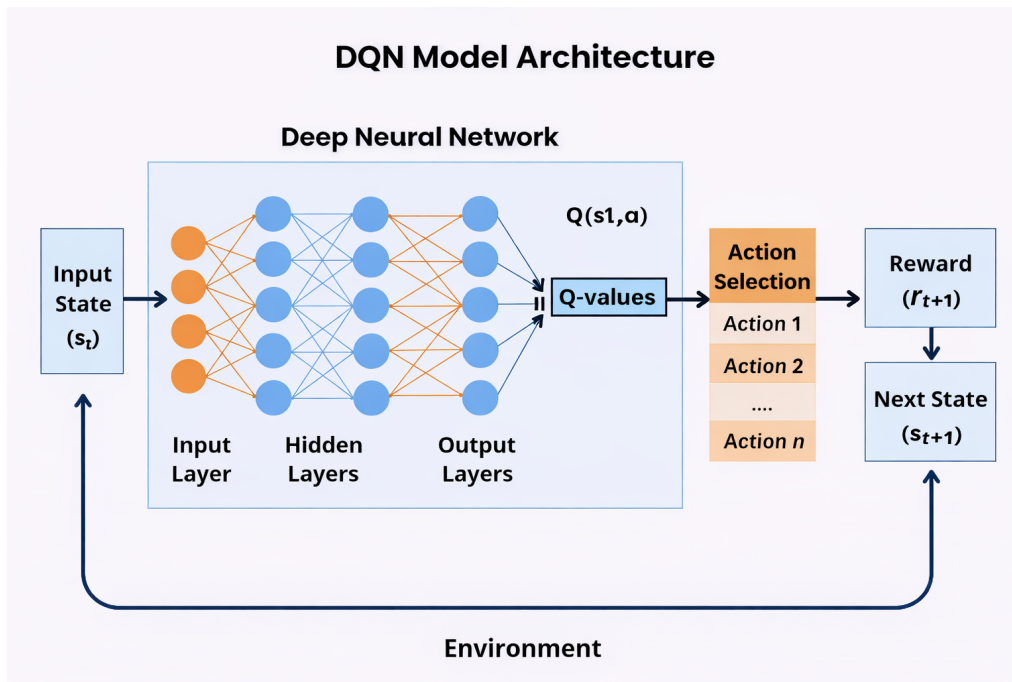 DQN Model Architecture
Deep Neural Network
Input
State
(sₜ)
Input
Layer
Hidden
Layers
Output
Layers
Q(s1,a)
Q-values
Action
Selection
Action 1
Action 2
....
Action n
Reward
(rₜ₊₁)
Next State
(sₜ₊₁)
Environment